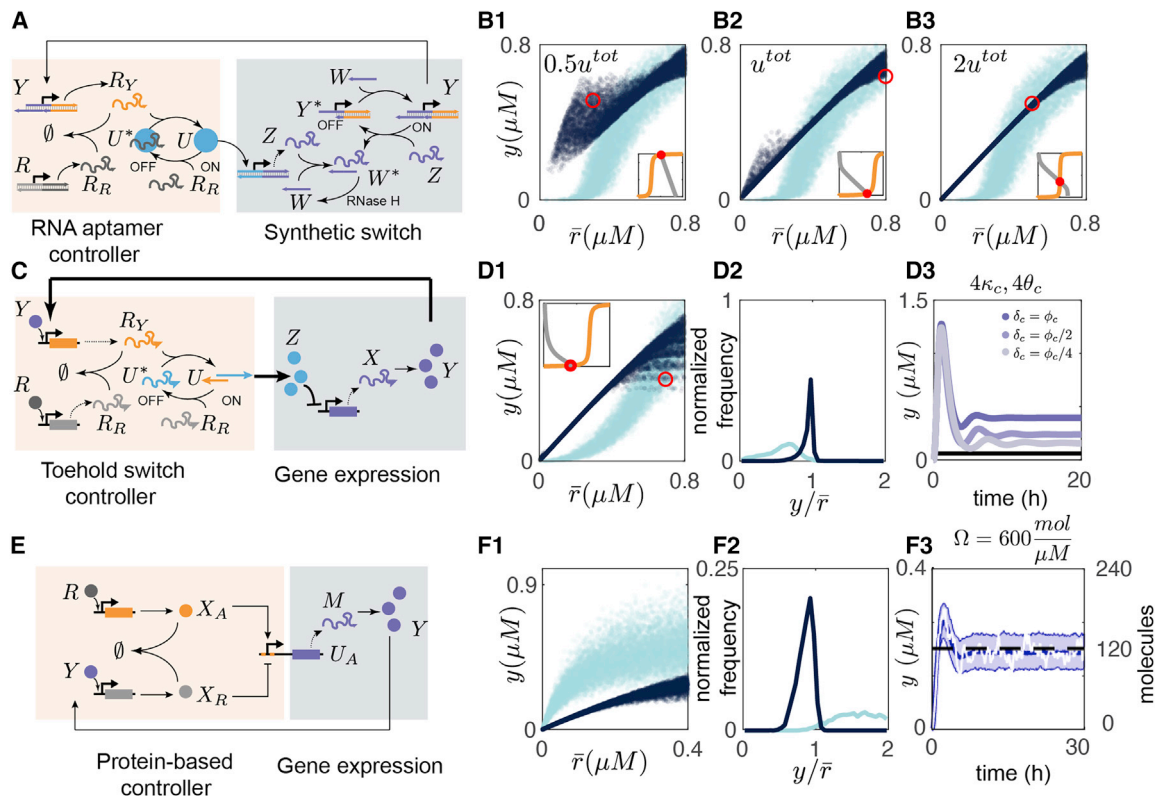 A
Y
R_Y
∅
U*
U
OFF
ON
R
R_R
R_R
RNA aptamer
controller
W
Y*
Y
OFF
ON
Z
W*
Z
W
RNase H
Synthetic switch
B1
0.8
0.5u^tot
y(μM)
0
0
r̄(μM)
0.8
B2
0.8
u^tot
y(μM)
0
0
r̄(μM)
0.8
B3
0.8
2u^tot
y(μM)
0
0
r̄(μM)
0.8
C
Y
R_Y
∅
U*
U
OFF
ON
R
R_R
R_R
Toehold switch
controller
Z
X
Y
Gene expression
D1
0.8
y(μM)
0
0
r̄(μM)
0.8
D2
1
normalized
frequency
0
0
1
2
y/r̄
D3
4κ_c, 4θ_c
1.5
δ_c = ϕ_c
δ_c = ϕ_c/2
δ_c = ϕ_c/4
y (μM)
0
0
20
time (h)
E
R
X_A
∅
Y
X_R
Protein-based
controller
M
Y
U_A
Gene expression
F1
0.9
y(μM)
0
0
r̄(μM)
0.4
F2
0.25
normalized
frequency
0
0
1
2
y/r̄
F3
Ω = 600 mol/μM
0.4
240
y (μM)
120
molecules
0
0
0
30
time (h)